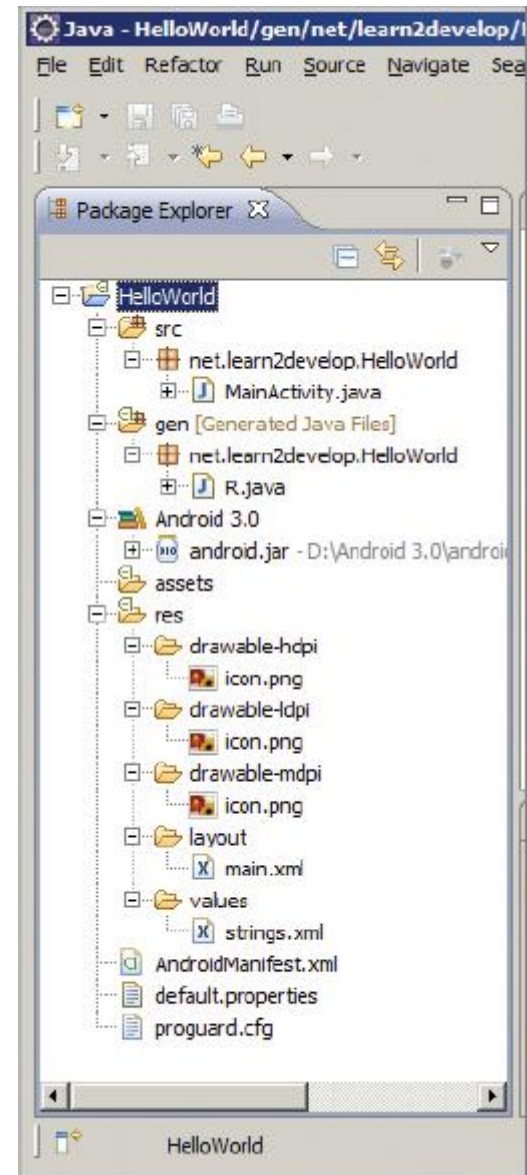 Java - HelloWorld/gen/net/learn2develop/
File Edit Refactor Run Source Navigate Sea
Package Explorer
HelloWorld
src
net.learn2develop.HelloWorld
MainActivity.java
gen [Generated Java Files]
net.learn2develop.HelloWorld
R.java
Android 3.0
android.jar - D:\Android 3.0\androi
assets
res
drawable-hdpi
icon.png
drawable-ldpi
icon.png
drawable-mdpi
icon.png
layout
main.xml
values
strings.xml
AndroidManifest.xml
default.properties
proguard.cfg
HelloWorld